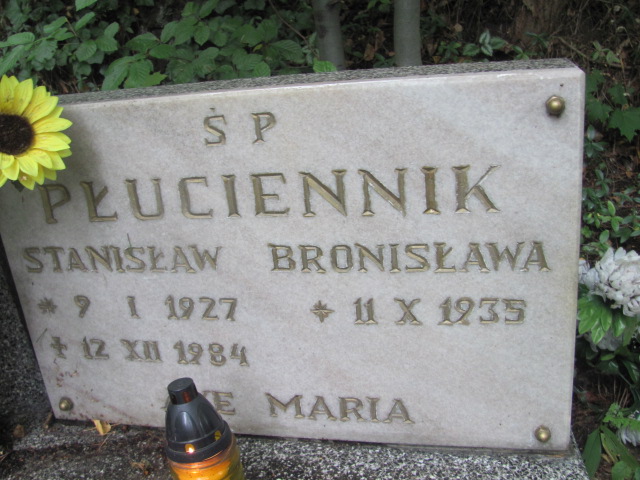 ŚP
PŁUCIENNIK
STANISŁAW BRONISŁAWA
* 9 I 1927 * 11 X 1935
+ 12 XII 1984
MARIA